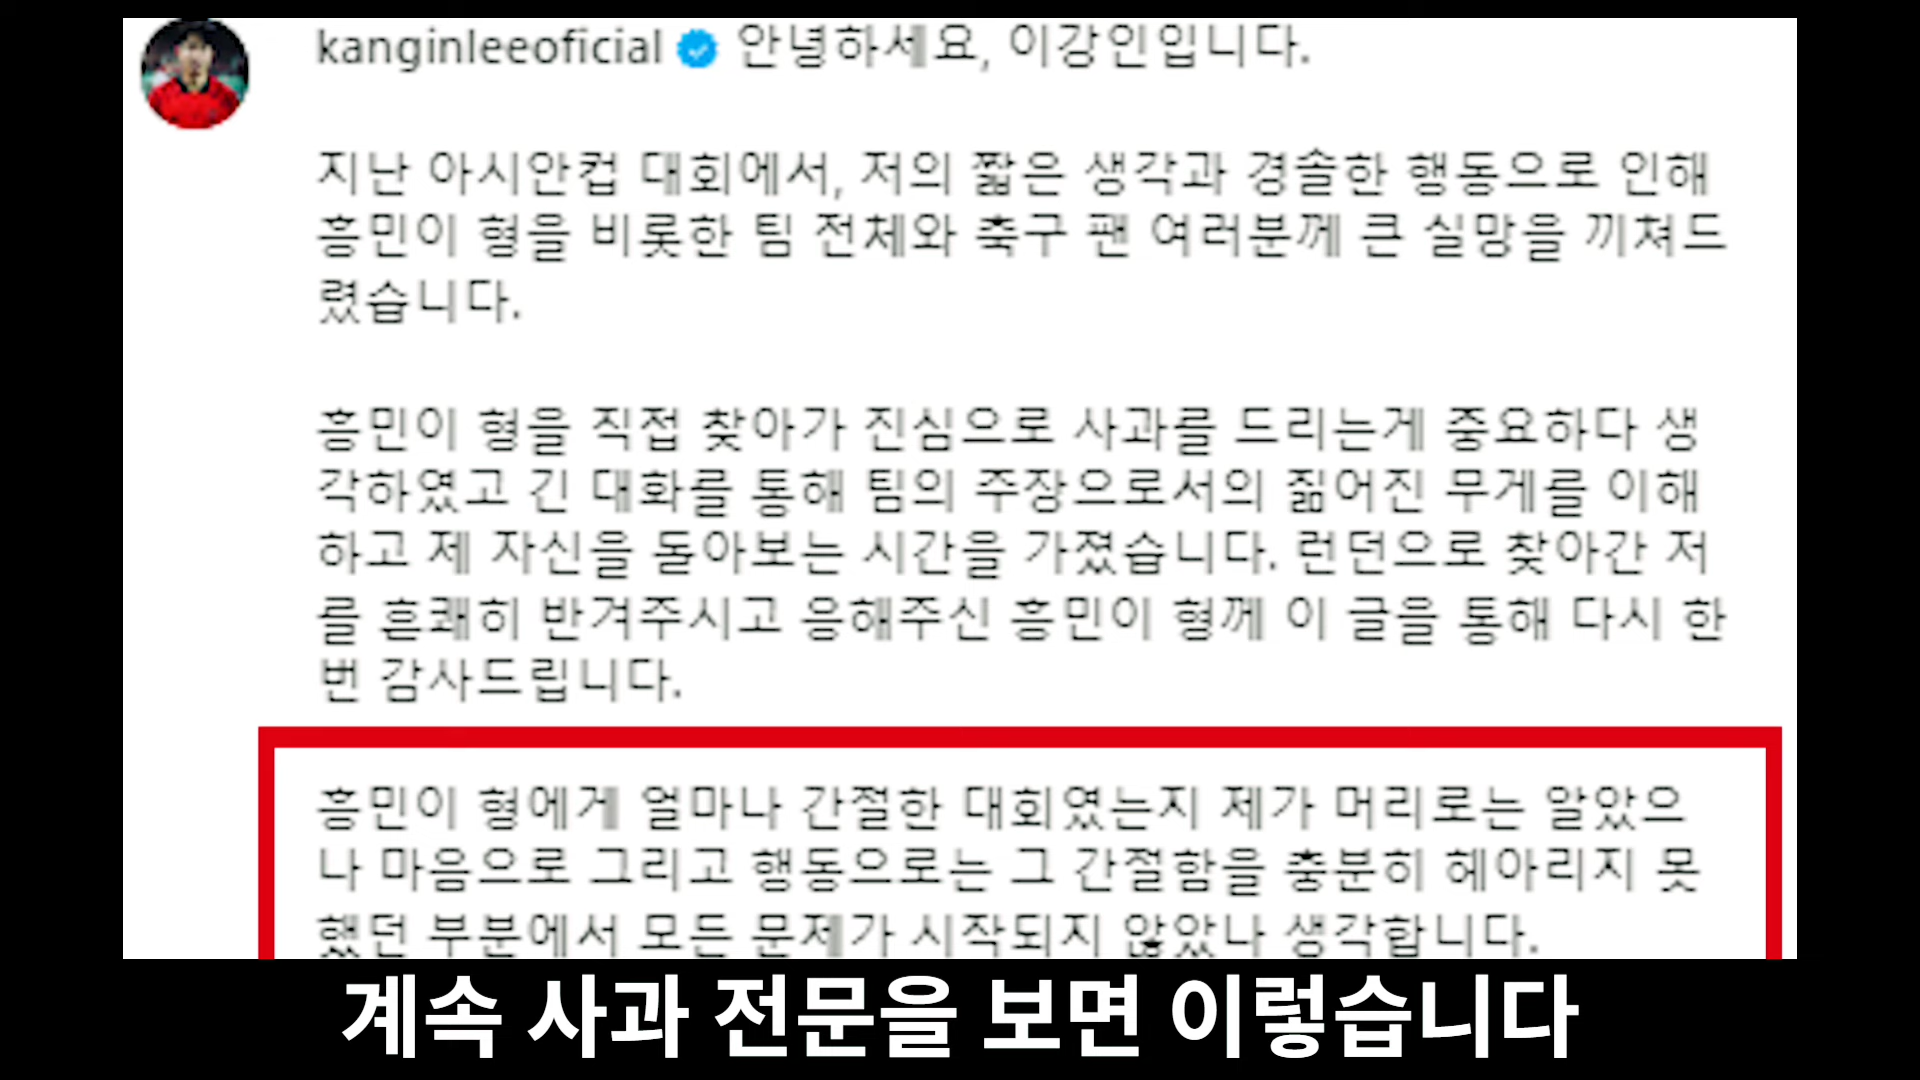 kanginleeoficial 안녕하세요, 이강인입니다.
지난 아시안컵 대회에서, 저의 짧은 생각과 경솔한 행동으로 인해
흥민이 형을 비롯한 팀 전체와 축구 팬 여러분께 큰 실망을 끼쳐드
렸습니다.
흥민이 형을 직접 찾아가 진심으로 사과를 드리는게 중요하다 생
각하였고 긴 대화를 통해 팀의 주장으로서의 짊어진 무게를 이해
하고 제 자신을 돌아보는 시간을 가졌습니다. 런던으로 찾아간 저
를 흔쾌히 반겨주시고 응해주신 흥민이 형께 이 글을 통해 다시 한
번 감사드립니다.
흥민이 형에게 얼마나 간절한 대회였는지 제가 머리로는 알았으
나 마음으로 그리고 행동으로는 그 간절함을 충분히 헤아리지 못
했던 부분에서 모든 문제가 시작되지 않았나 생각합니다.
계속 사과 전문을 보면 이렇습니다